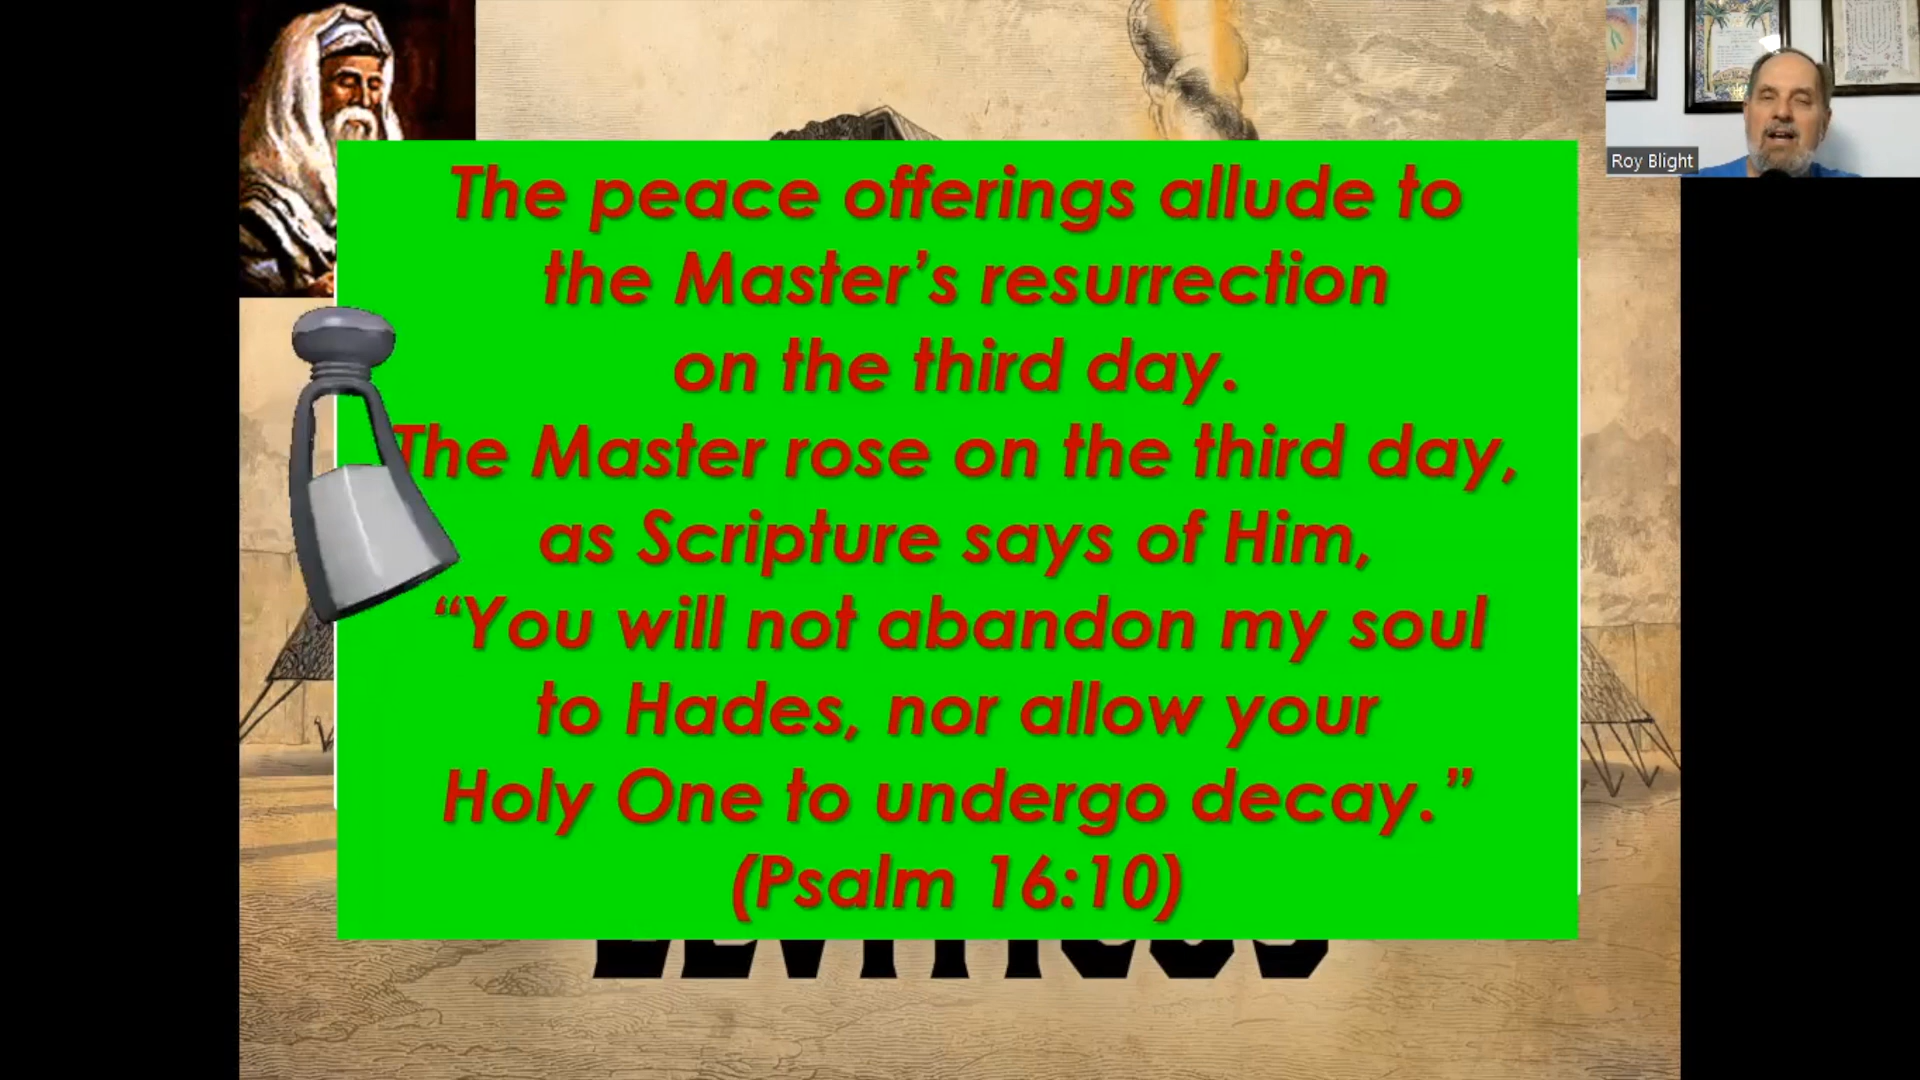 Roy Blight
The peace offerings allude to
the Master’s resurrection
on the third day.
The Master rose on the third day,
as Scripture says of Him,
“You will not abandon my soul
to Hades, nor allow your
Holy One to undergo decay.”
(Psalm 16:10)